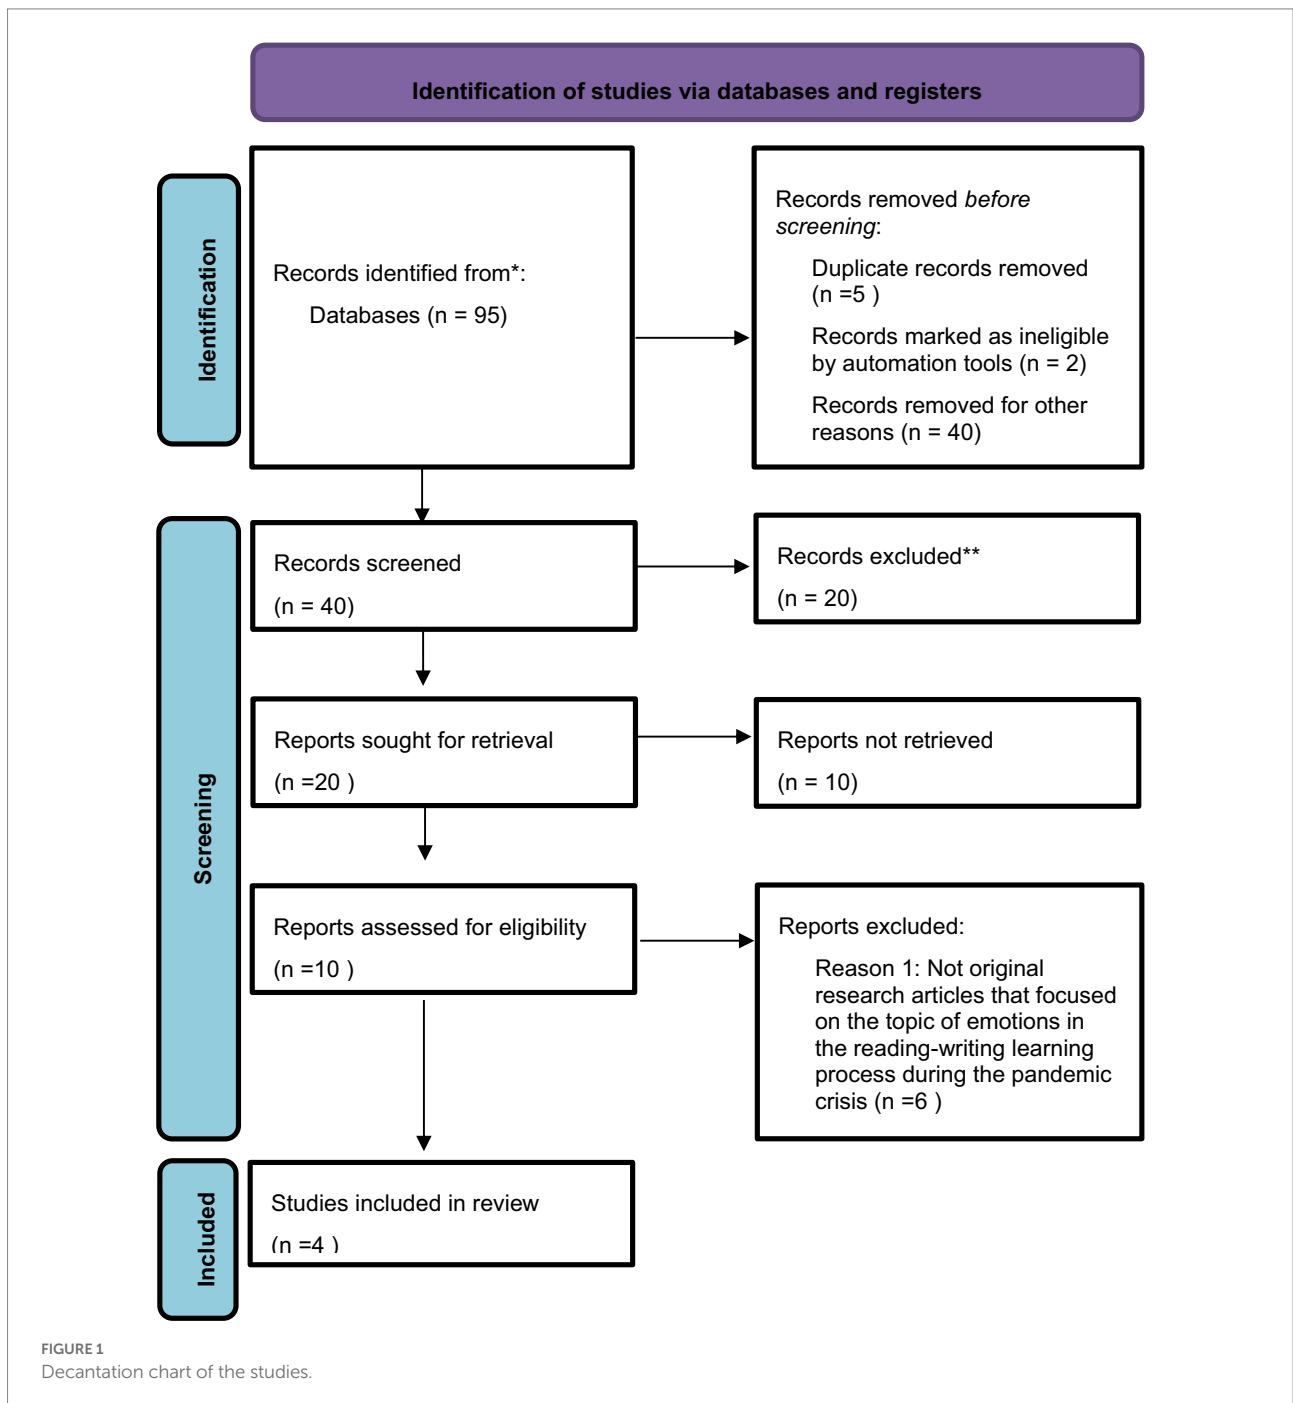 Identification of studies via databases and registers
Identification
Records identified from*:
Databases (n = 95)
Records removed before
screening:
Duplicate records removed
(n =5 )
Records marked as ineligible
by automation tools (n = 2)
Records removed for other
reasons (n = 40)
Screening
Records screened
(n = 40)
Records excluded**
(n = 20)
Reports sought for retrieval
(n =20 )
Reports not retrieved
(n = 10)
Reports assessed for eligibility
(n =10 )
Reports excluded:
Reason 1: Not original
research articles that focused
on the topic of emotions in
the reading-writing learning
process during the pandemic
crisis (n =6 )
Included
Studies included in review
(n =4 )
FIGURE 1
Decantation chart of the studies.